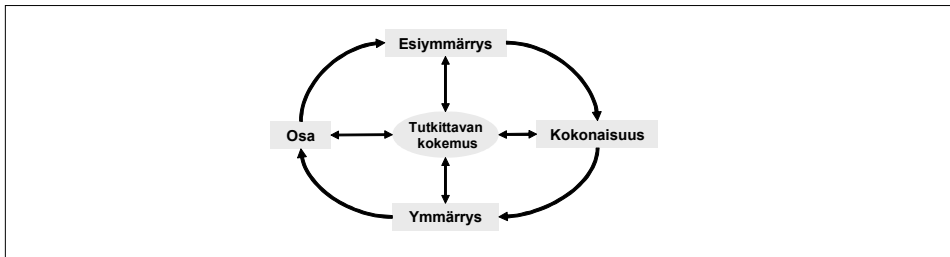 Esiymmärrys
Osa
Tutkittavan
kokemus
Kokonaisuus
Ymmärrys